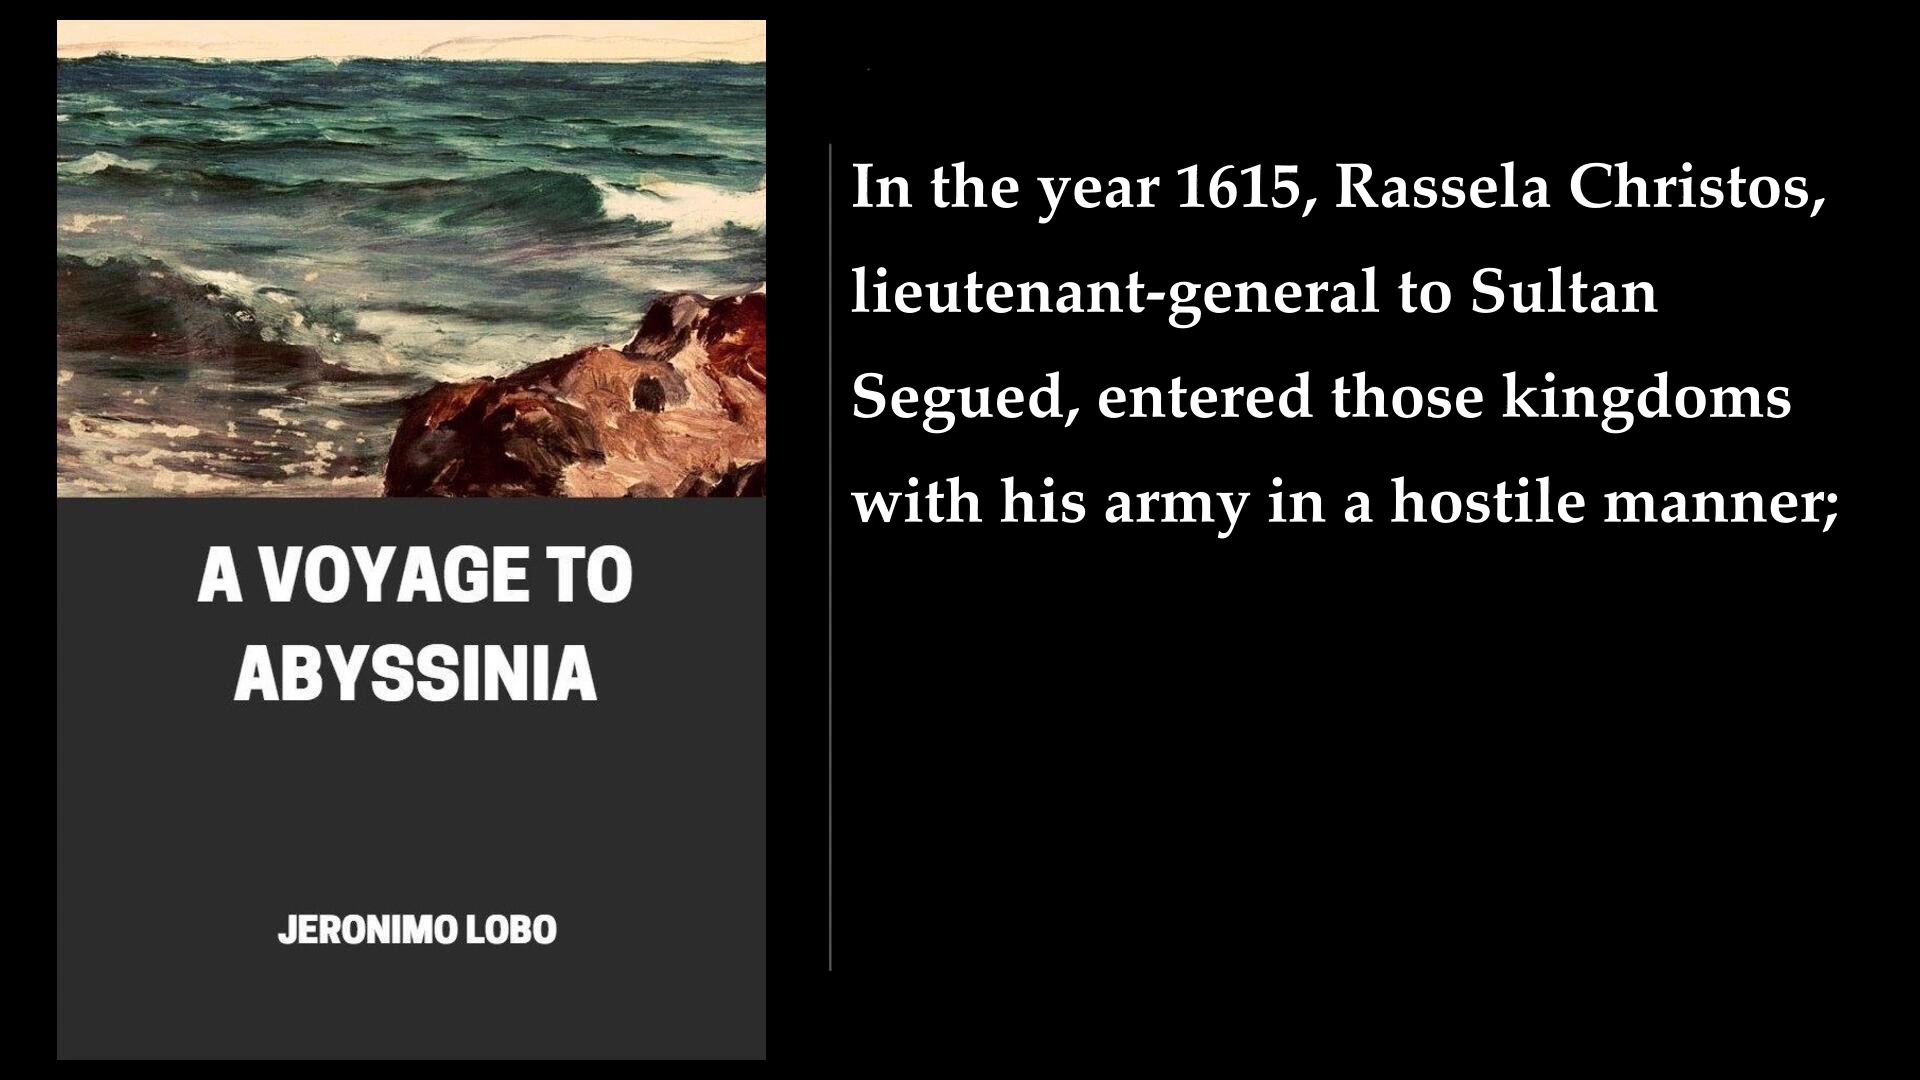 A VOYAGE TO
ABYSSINIA
JERONIMO LOBO
In the year 1615, Rassela Christos,
lieutenant-general to Sultan
Segued, entered those kingdoms
with his army in a hostile manner;